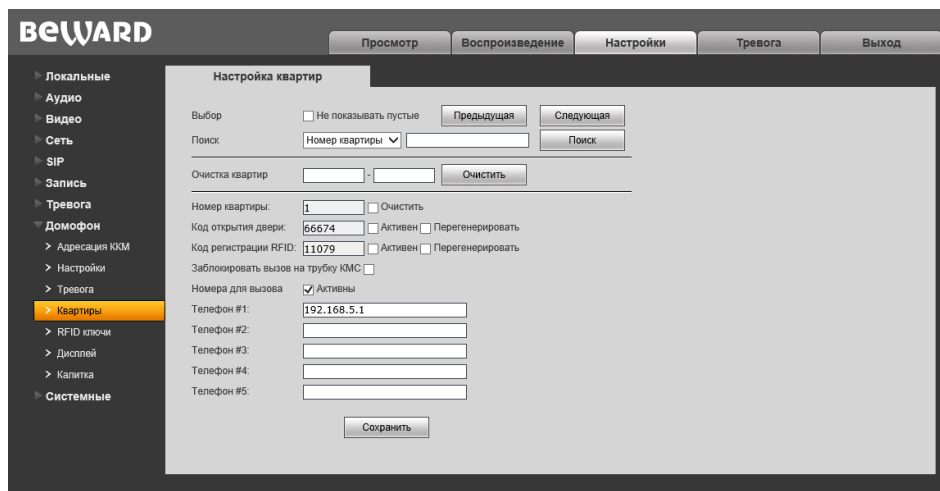 BEWARD
Просмотр Воспроизведение Настройки Тревога Выход
Локальные
Аудио
Видео
Сеть
SIP
Запись
Тревога
Домофон
> Адресация ККМ
> Настройки
> Тревога
> Квартиры
> RFID ключи
> Дисплей
> Калитка
Системные
Настройка квартир
Выбор Не показывать пустые Предыдущая Следующая
Поиск Номер квартиры Поиск
Очистка квартир - Очистить
Номер квартиры: 1 Очистить
Код открытия двери: 66674 Активен Перегенерировать
Код регистрации RFID: 11079 Активен Перегенерировать
Заблокировать вызов на трубку КМС
Номера для вызова Активны
Телефон #1: 192.168.5.1
Телефон #2:
Телефон #3:
Телефон #4:
Телефон #5:
Сохранить